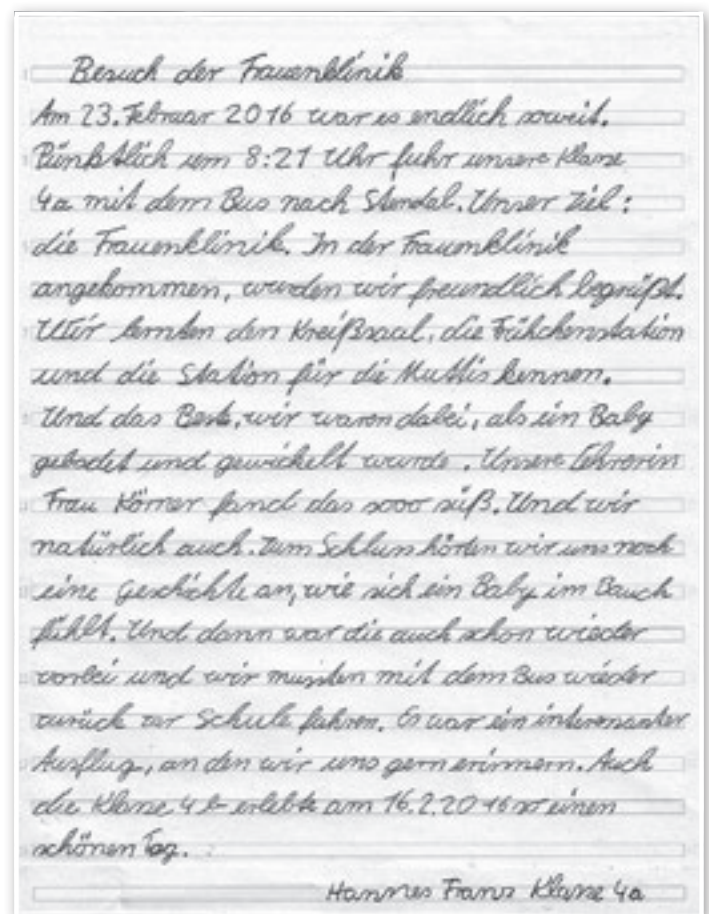 Besuch der Frauenklinik
Am 23. Februar 2016 war es endlich soweit.
Pünktlich um 8:21 Uhr fuhr unsere Klasse
4a mit dem Bus nach Stendal. Unser Ziel:
die Frauenklinik. In der Frauenklinik
angekommen, wurden wir freundlich begrüßt.
Wir lernten den Kreißsaal, die Frühchenstation
und die Station für die Muttis kennen.
Und das Beste, wir waren dabei, als ein Baby
gebadet und gewickelt wurde. Unsere Lehrerin
Frau Körner fand das sooo süß. Und wir
natürlich auch. Zum Schluss hörten wir uns noch
eine Geschichte an, wie sich ein Baby im Bauch
fühlt. Und dann war die auch schon wieder
vorbei und wir mussten mit dem Bus wieder
zurück zur Schule fahren. Es war ein interessanter
Ausflug, an den wir uns gern erinnern. Auch
die Klasse 4b erlebte am 16.2.2016 so einen
schönen Tag.
Hannes Franz Klasse 4a